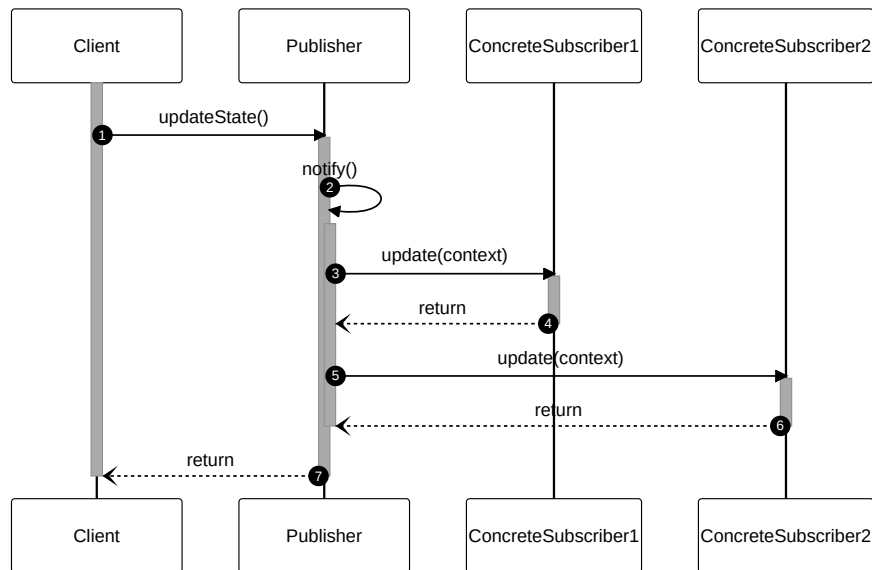 Client
Publisher
ConcreteSubscriber1
ConcreteSubscriber2
1
updateState()
notify()
2
3
update(context)
return
4
5
update(context)
return
6
return
7
Client
Publisher
ConcreteSubscriber1
ConcreteSubscriber2